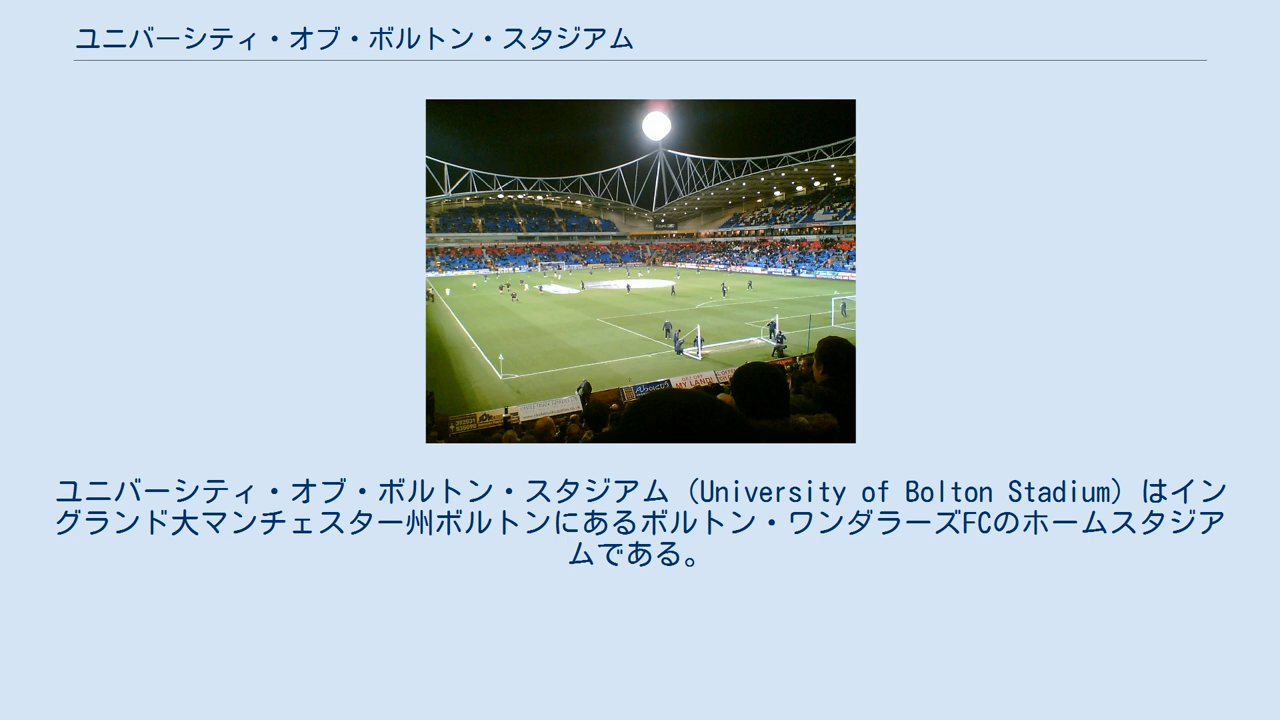 ユニバーシティ・オブ・ボルトン・スタジアム
MY LANDL
ユニバーシティ・オブ・ボルトン・スタジアム（University of Bolton Stadium）はイン
グランド大マンチェスター州ボルトンにあるボルトン・ワンダラーズFCのホームスタジア
ムである。